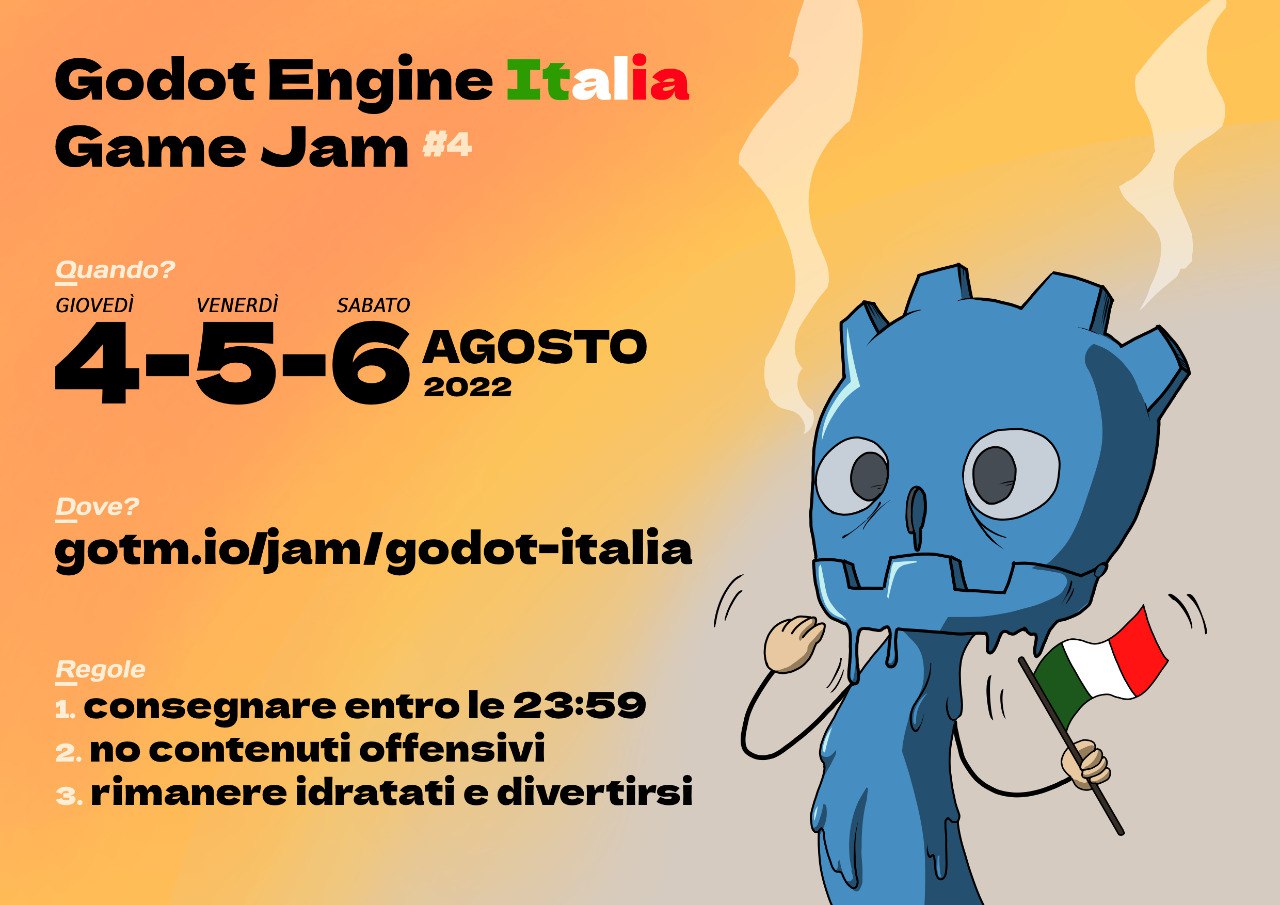 Godot Engine Italia
Game Jam #4
Quando?
GIOVEDÌ VENERDÌ SABATO
4-5-6 AGOSTO
2022
Dove?
gotm.io/jam/godot-italia
Regole
1. consegnare entro le 23:59
2. no contenuti offensivi
3. rimanere idratati e divertirsi